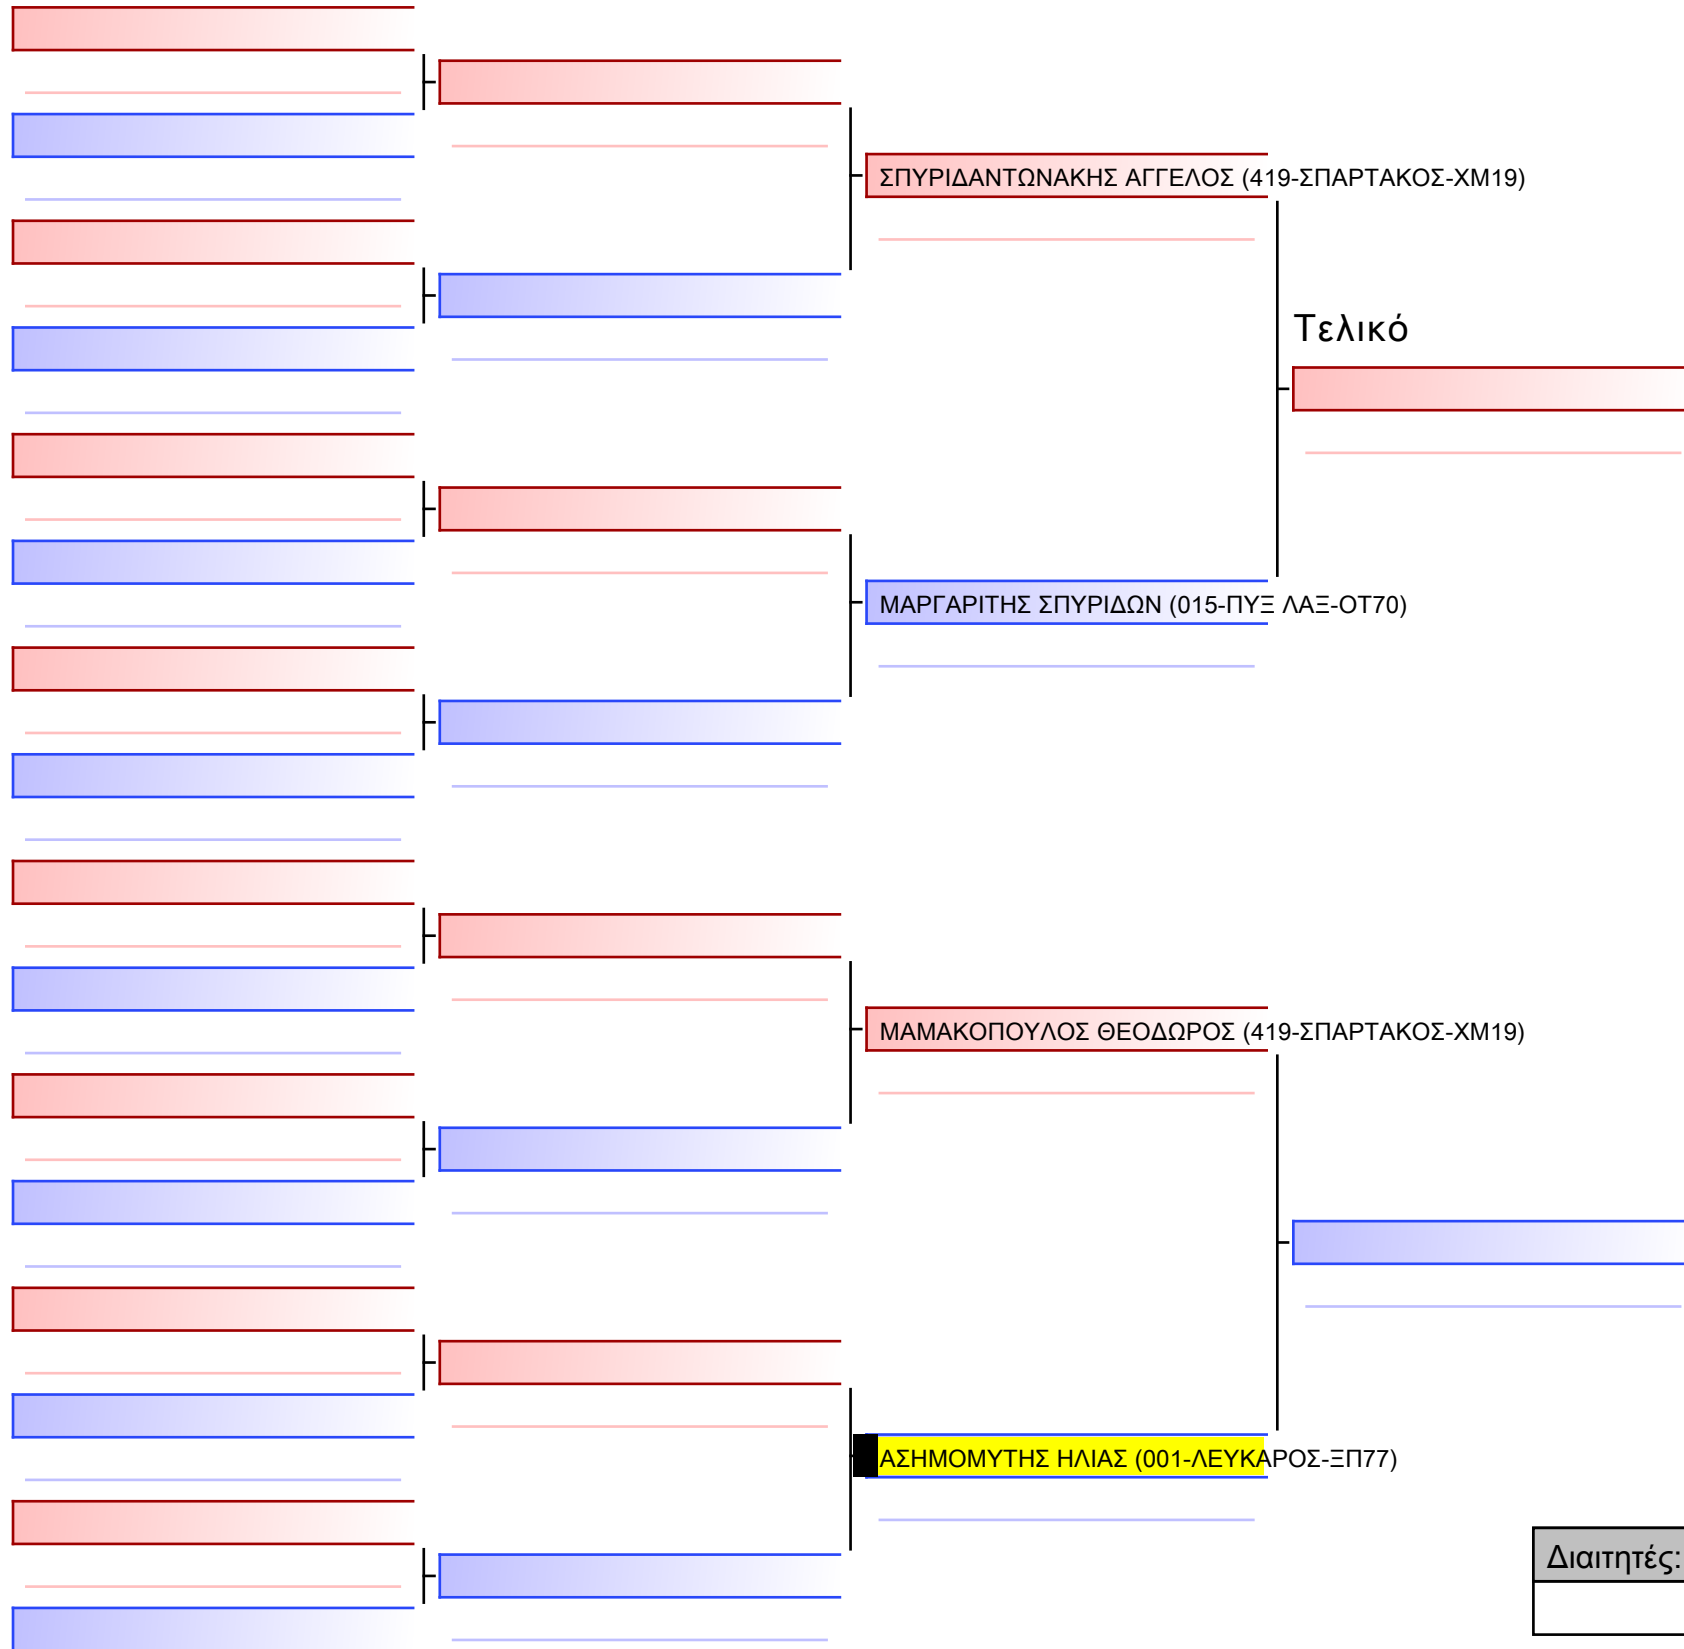 ΣΠΥΡΙΔΑΝΤΩΝΑΚΗΣ ΑΓΓΕΛΟΣ (419-ΣΠΑΡΤΑΚΟΣ-ΧΜ19)
Τελικό
ΜΑΡΓΑΡΙΤΗΣ ΣΠΥΡΙΔΩΝ (015-ΠΥΞ ΛΑΞ-ΟΤ70)
ΜΑΜΑΚΟΠΟΥΛΟΣ ΘΕΟΔΩΡΟΣ (419-ΣΠΑΡΤΑΚΟΣ-ΧΜ19)
ΑΣΗΜΟΜΥΤΗΣ ΗΛΙΑΣ (001-ΛΕΥΚΑΡΟΣ-ΞΠ77)
Διαιτητές: